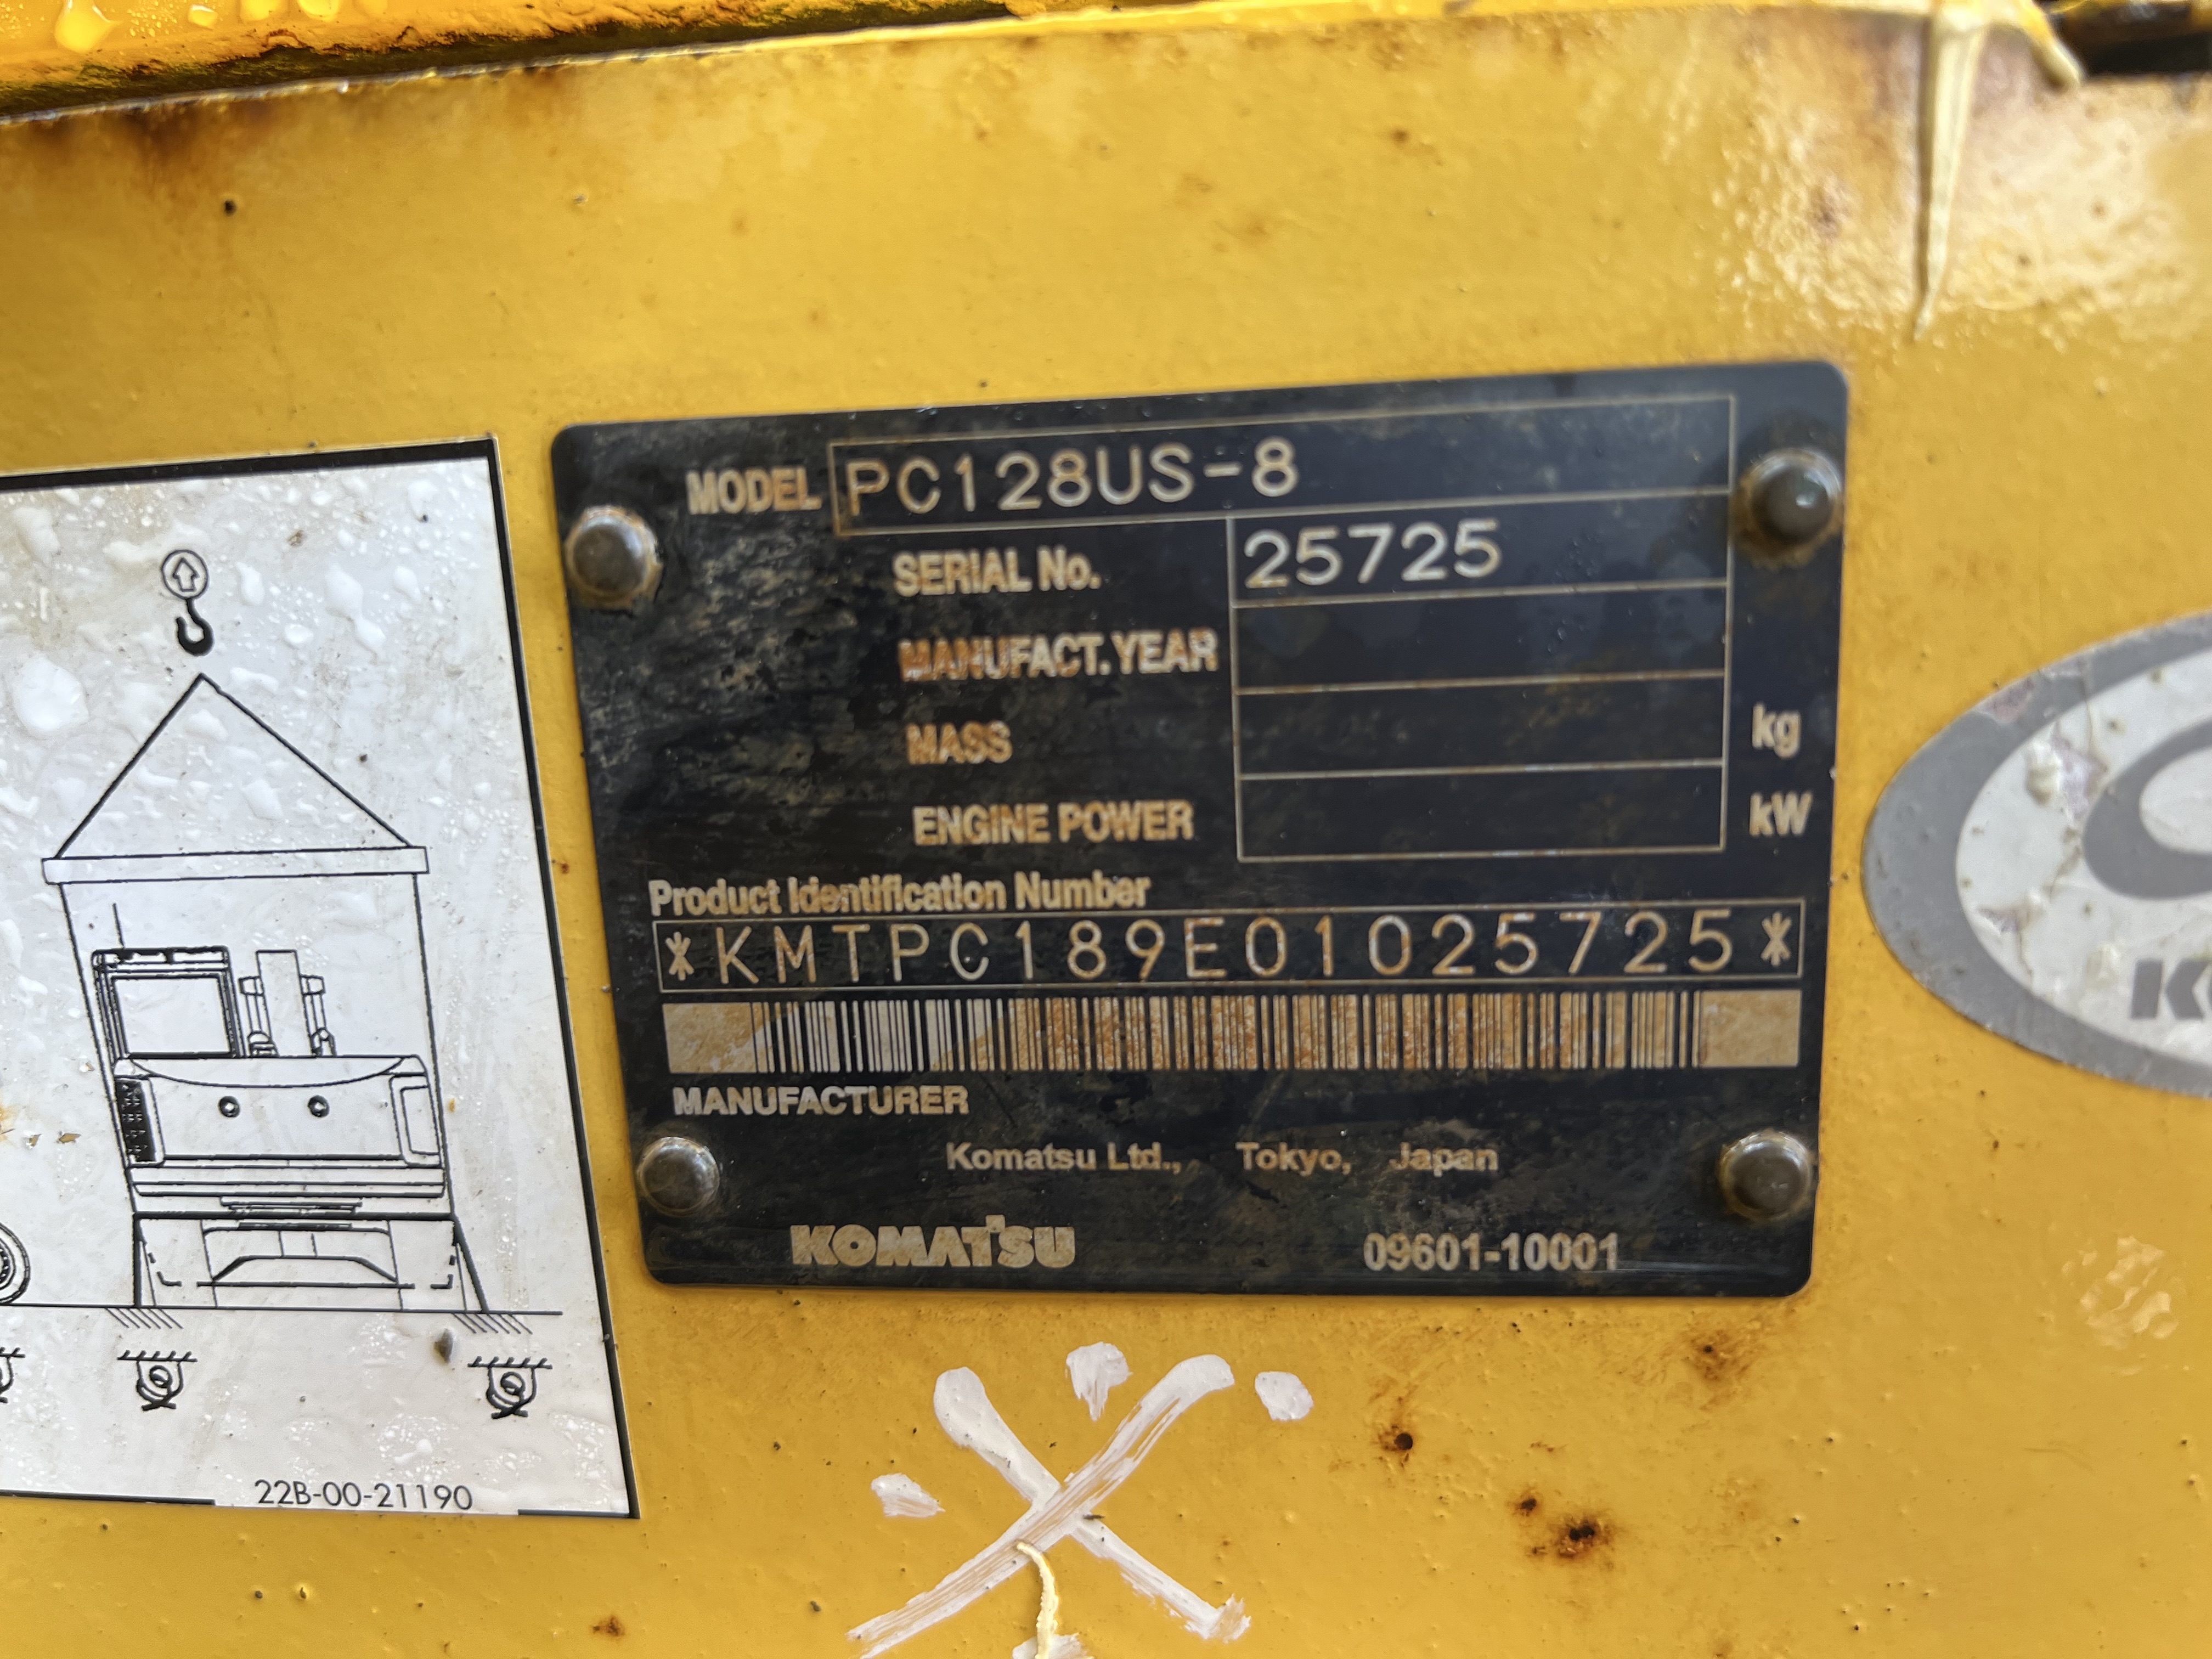 MODEL PC128US-8
SERIAL No. 25725
MANUFACT. YEAR
MASS kg
ENGINE POWER kW
Product Identification Number
*KMTPC189E01025725*
MANUFACTURER
Komatsu Ltd., Tokyo, Japan
KOMATSU 09601-10001
22B-00-21190